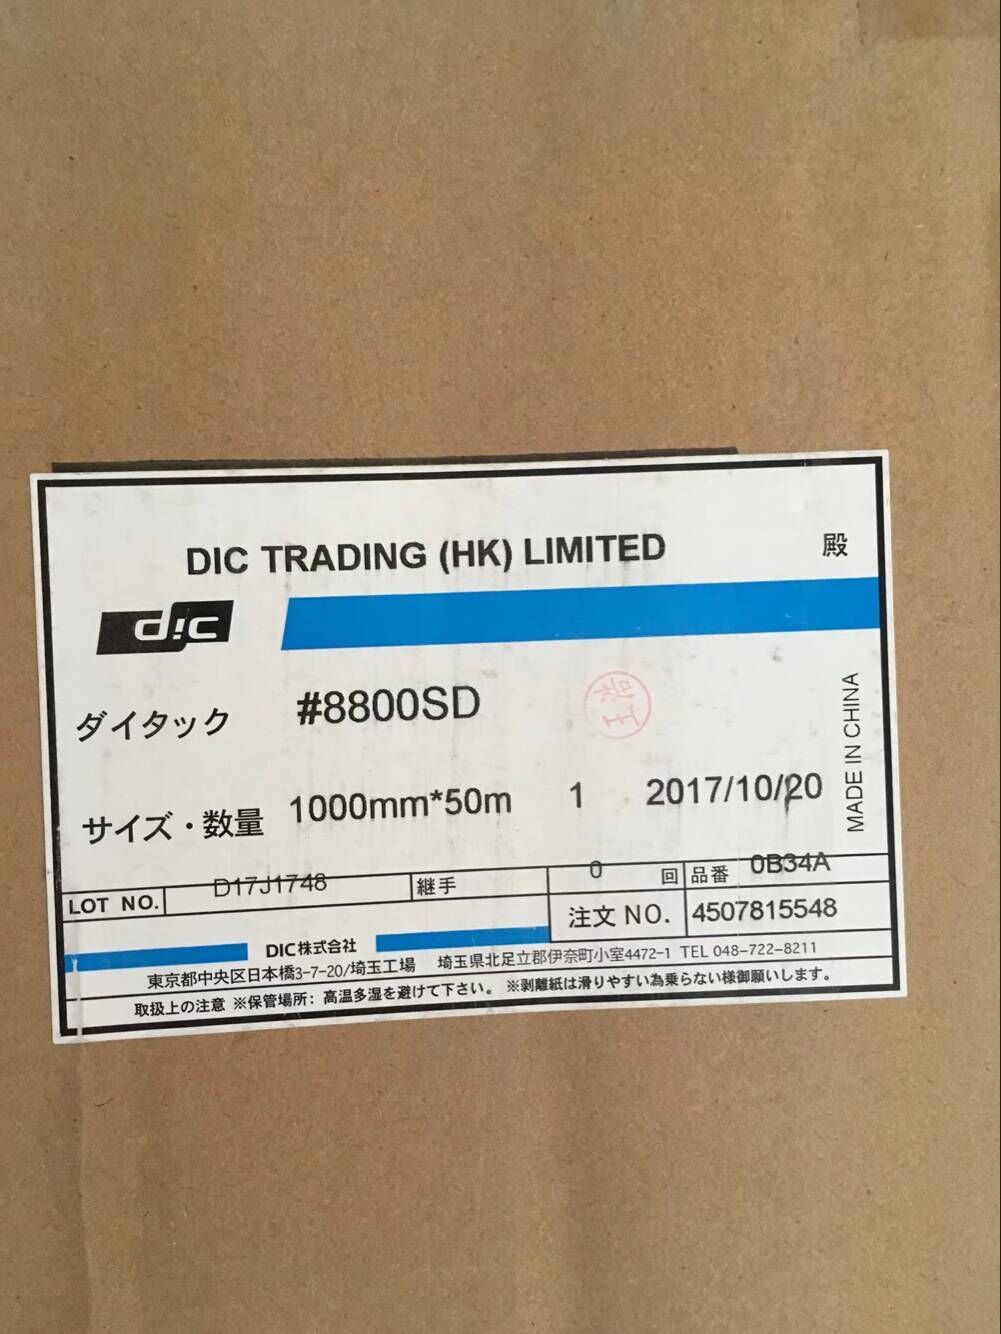 DIC TRADING (HK) LIMITED 殿
dic
ダイタック #8800SD
サイズ・数量 1000mm*50m 1 2017/10/20
MADE IN CHINA
LOT NO. D17J1748 継手 0 回 品番 0B34A
注文 NO. 4507815548
DIC株式会社
東京都中央区日本橋3-7-20/埼玉工場 埼玉県北足立郡伊奈町小室4472-1 TEL 048-722-8211
取扱上の注意 ※保管場所：高温多湿を避けて下さい。 ※剥離紙は滑りやすい為乗らない様御願いします。